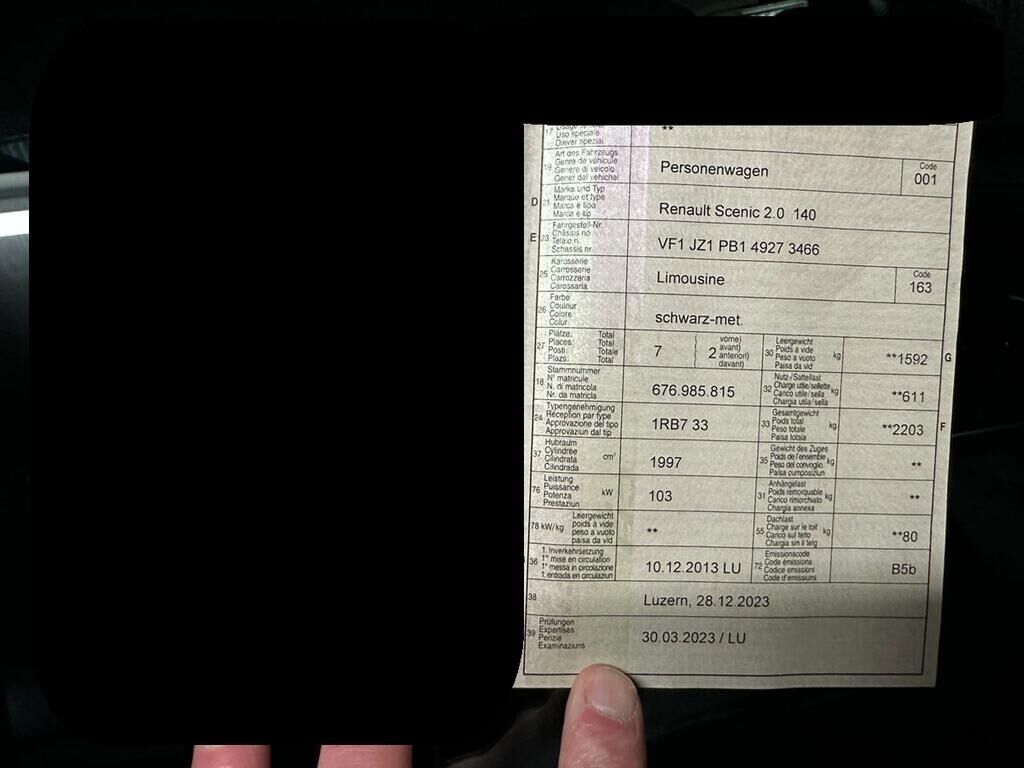 Uso speciale **
Diever spezial
19 Art des Fahrzeugs
Genre de véhicule
Genere di veicolo
Gener dal vehichel
Personenwagen
Code
001
D 21 Marke und Typ
Marque et type
Marca e tipo
Marca e tip
Renault Scenic 2.0 140
E 23 Fahrgestell-Nr.
Châssis no
Telaio n.
Schassis nr.
VF1 JZ1 PB1 4927 3466
25 Karosserie
Carrosserie
Carrozzeria
Carossaria
Limousine
Code
163
26 Farbe
Couleur
Colore
Colur
schwarz-met.
27 Plätze: Total
Places: Total
Posti: Totale
Plazs: Total
7 ( 2 vorne)
avant)
anteriori)
davant)
30 Leergewicht
Poids à vide
Peso a vuoto
Paisa da vid
kg
**1592 G
18 Stammnummer
N° matricule
N. di matricola
Nr. da matricla
676.985.815
32 Nutz-/Sattellast
Charge utile/sellette
Carico utile/sella
Chargia utila/sella
kg
**611
24 Typengenehmigung
Réception par type
Approvazione del tipo
Approvaziun dal tip
1RB7 33
33 Gesamtgewicht
Poids total
Peso totale
Paisa totala
kg
**2203 F
37 Hubraum
Cylindrée
Cilindrata
Cilindrada
cm³
1997
35 Gewicht des Zuges
Poids de l'ensemble
Peso del convoglio
Paisa cumposiziun
kg
**
76 Leistung
Puissance
Potenza
Prestaziun
kW
103
31 Anhängelast
Poids remorquable
Carico rimorchiato
Chargia annexa
kg
**
78 kW/kg Leergewicht
poids à vide
peso a vuoto
paisa da vid
**
55 Dachlast
Charge sur le toit
Carico sul tetto
Chargia sin il tetg
kg
**80
36 1. Inverkehrsetzung
1re mise en circulation
1a messa in circolazione
1. entrada en circulaziun
10.12.2013 LU
72 Emissionscode
Code émissions
Codice emissioni
Code d'emissiuns
B5b
38 Luzern, 28.12.2023
39 Prüfungen
Expertises
Perizie
Examinaziuns
30.03.2023 / LU